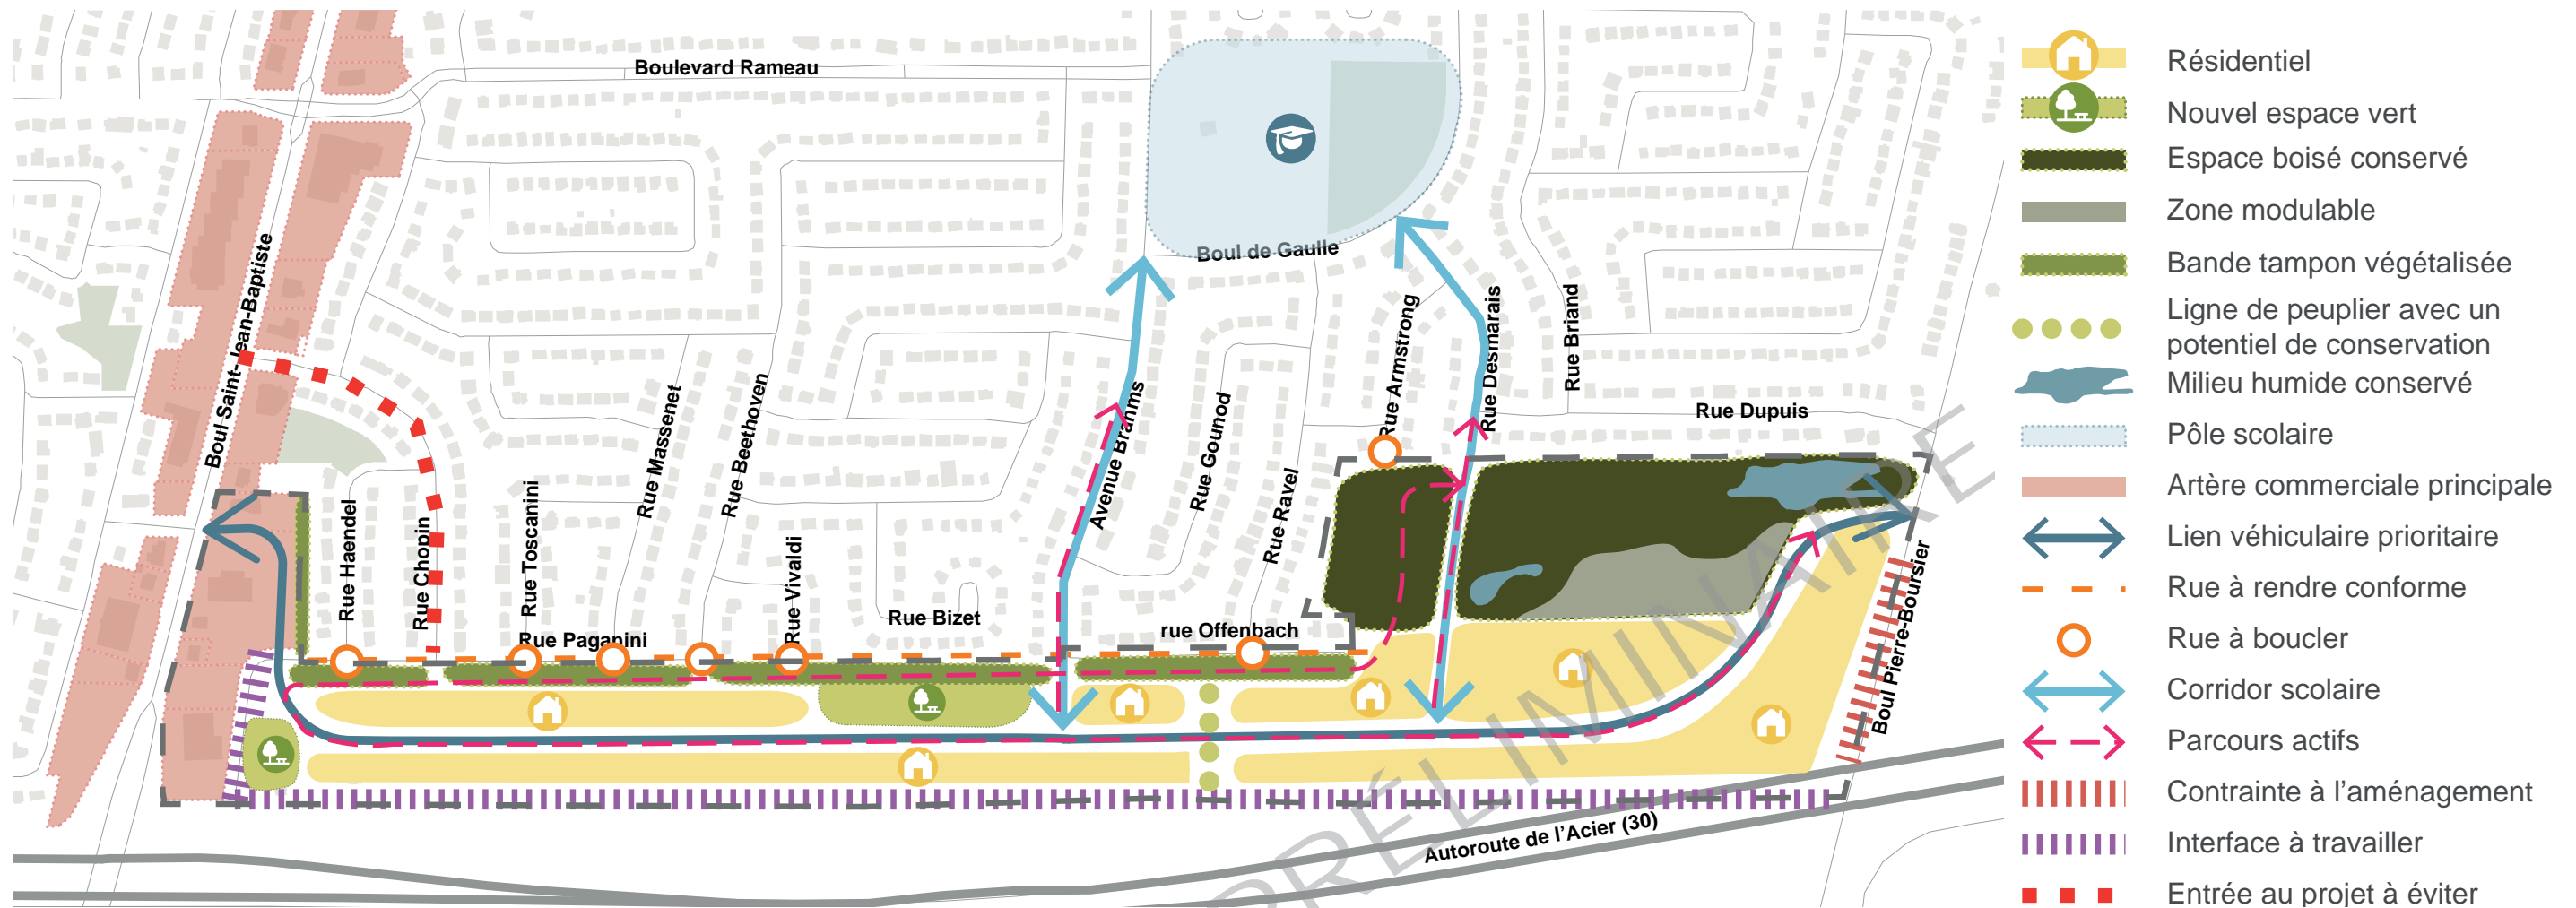 Boulevard Rameau
Boul Saint-Jean-Baptiste
Boul de Gaulle
Rue Haendel
Rue Chopin
Rue Toscanini
Rue Paganini
Rue Massenet
Rue Beethoven
Rue Vivaldi
Rue Bizet
Avenue Brahms
rue Offenbach
Rue Gounod
Rue Ravel
Rue Armstrong
Rue Desmarais
Rue Briand
Rue Dupuis
Boul Pierre-Boursier
Autoroute de l'Acier (30)
PRÉLIMINAIRE
Résidentiel
Nouvel espace vert
Espace boisé conservé
Zone modulable
Bande tampon végétalisée
Ligne de peuplier avec un
potentiel de conservation
Milieu humide conservé
Pôle scolaire
Artère commerciale principale
Lien véhiculaire prioritaire
Rue à rendre conforme
Rue à boucler
Corridor scolaire
Parcours actifs
Contrainte à l'aménagement
Interface à travailler
Entrée au projet à éviter